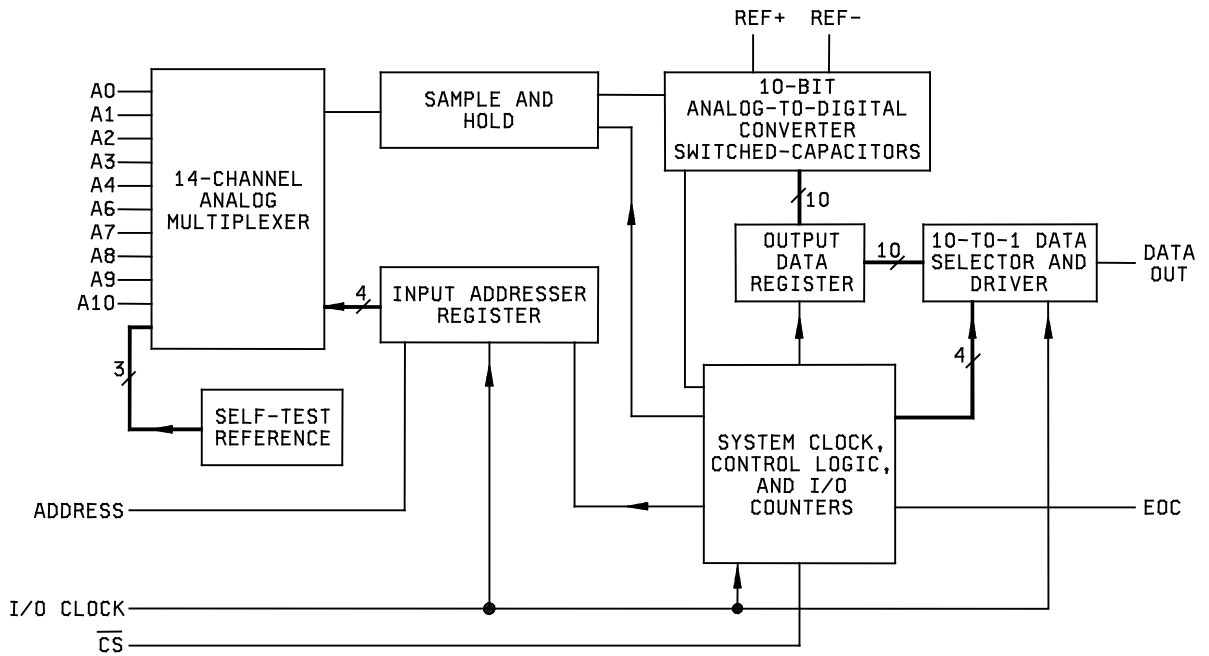 REF+ REF-
A0
A1
A2
A3
A4
A6
A7
A8
A9
A10
14-CHANNEL
ANALOG
MULTIPLEXER
SAMPLE AND
HOLD
10-BIT
ANALOG-TO-DIGITAL
CONVERTER
SWITCHED-CAPACITORS
10
OUTPUT
DATA
REGISTER
10
10-TO-1 DATA
SELECTOR AND
DRIVER
DATA
OUT
4
INPUT ADDRESSER
REGISTER
4
3
SELF-TEST
REFERENCE
SYSTEM CLOCK,
CONTROL LOGIC,
AND I/O
COUNTERS
ADDRESS
EOC
I/O CLOCK
CS